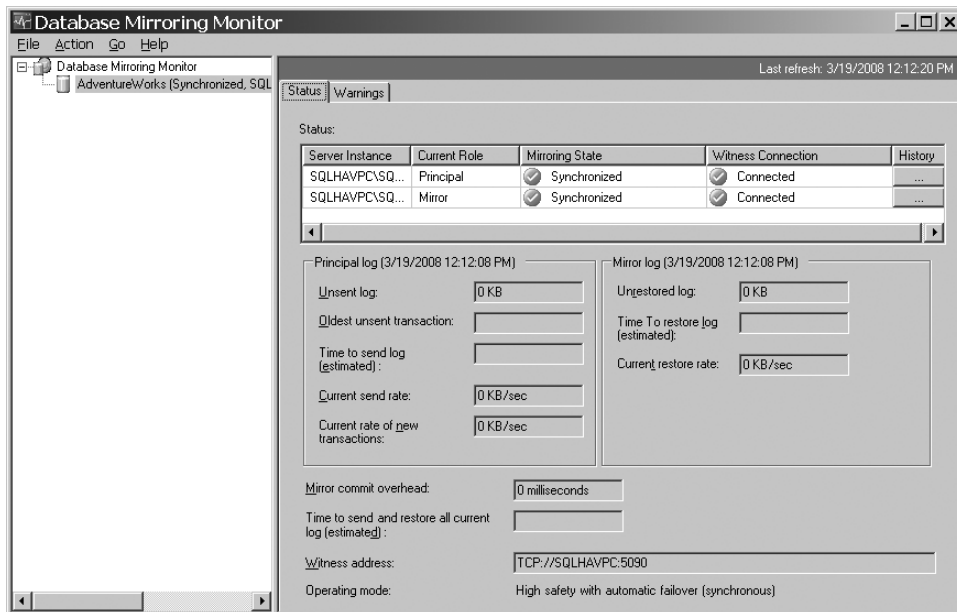 Database Mirroring Monitor
File Action Go Help
Database Mirroring Monitor
AdventureWorks (Synchronized, SQL
Last refresh: 3/19/2008 12:12:20 PM
Status Warnings
Status:
Server Instance Current Role Mirroring State Witness Connection History
SQLHAVPC\SQ... Principal Synchronized Connected ...
SQLHAVPC\SQ... Mirror Synchronized Connected ...
Principal log (3/19/2008 12:12:08 PM)
Unsent log: 0 KB
Oldest unsent transaction:
Time to send log
(estimated) :
Current send rate: 0 KB/sec
Current rate of new
transactions: 0 KB/sec
Mirror log (3/19/2008 12:12:08 PM)
Unrestored log: 0 KB
Time To restore log
(estimated):
Current restore rate: 0 KB/sec
Mirror commit overhead: 0 milliseconds
Time to send and restore all current
log (estimated) :
Witness address: TCP://SQLHAVPC:5090
Operating mode: High safety with automatic failover (synchronous)